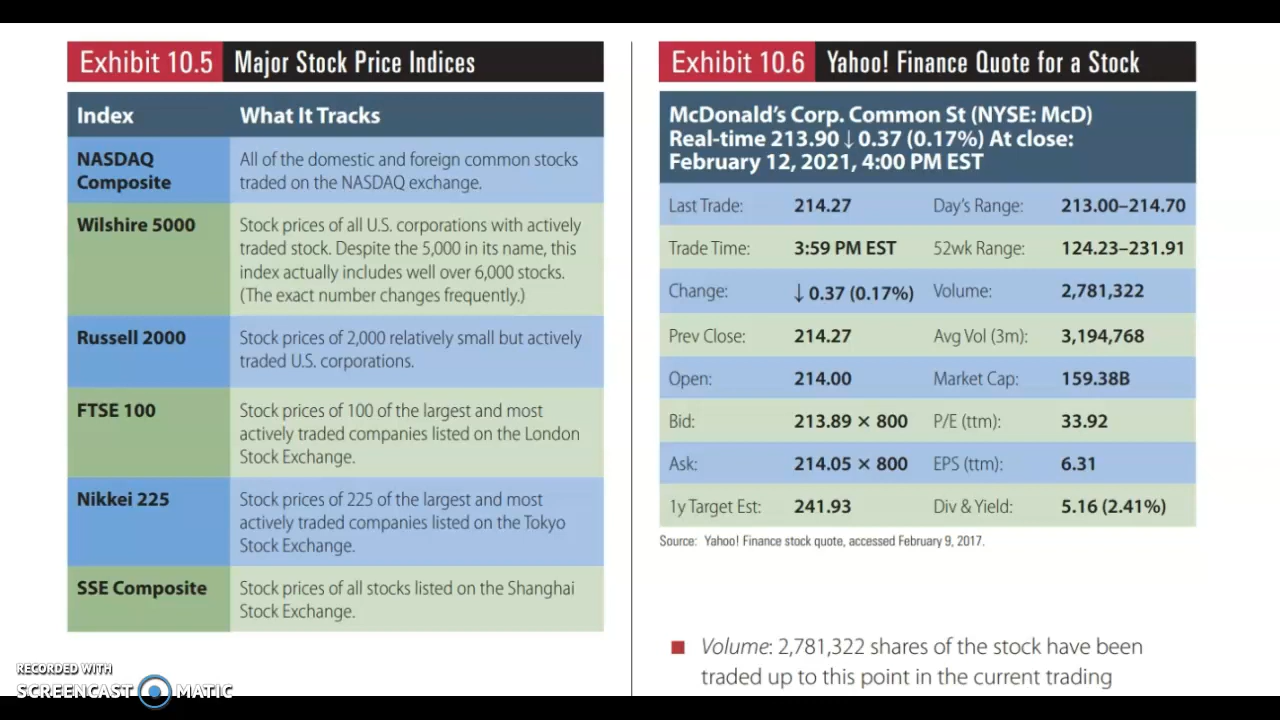 Exhibit 10.5 Major Stock Price Indices
Index What It Tracks
NASDAQ
Composite
All of the domestic and foreign common stocks
traded on the NASDAQ exchange.
Wilshire 5000
Stock prices of all U.S. corporations with actively
traded stock. Despite the 5,000 in its name, this
index actually includes well over 6,000 stocks.
(The exact number changes frequently.)
Russell 2000
Stock prices of 2,000 relatively small but actively
traded U.S. corporations.
FTSE 100
Stock prices of 100 of the largest and most
actively traded companies listed on the London
Stock Exchange.
Nikkei 225
Stock prices of 225 of the largest and most
actively traded companies listed on the Tokyo
Stock Exchange.
SSE Composite
Stock prices of all stocks listed on the Shanghai
Stock Exchange.
Exhibit 10.6 Yahoo! Finance Quote for a Stock
McDonald's Corp. Common St (NYSE: McD)
Real-time 213.90 ↓ 0.37 (0.17%) At close:
February 12, 2021, 4:00 PM EST
Last Trade: 214.27 Day's Range: 213.00–214.70
Trade Time: 3:59 PM EST 52wk Range: 124.23–231.91
Change: ↓ 0.37 (0.17%) Volume: 2,781,322
Prev Close: 214.27 Avg Vol (3m): 3,194,768
Open: 214.00 Market Cap: 159.38B
Bid: 213.89 × 800 P/E (ttm): 33.92
Ask: 214.05 × 800 EPS (ttm): 6.31
1y Target Est: 241.93 Div & Yield: 5.16 (2.41%)
Source: Yahoo! Finance stock quote, accessed February 9, 2017.
■ Volume: 2,781,322 shares of the stock have been
traded up to this point in the current trading
RECORDED WITH
SCREENCAST MATIC